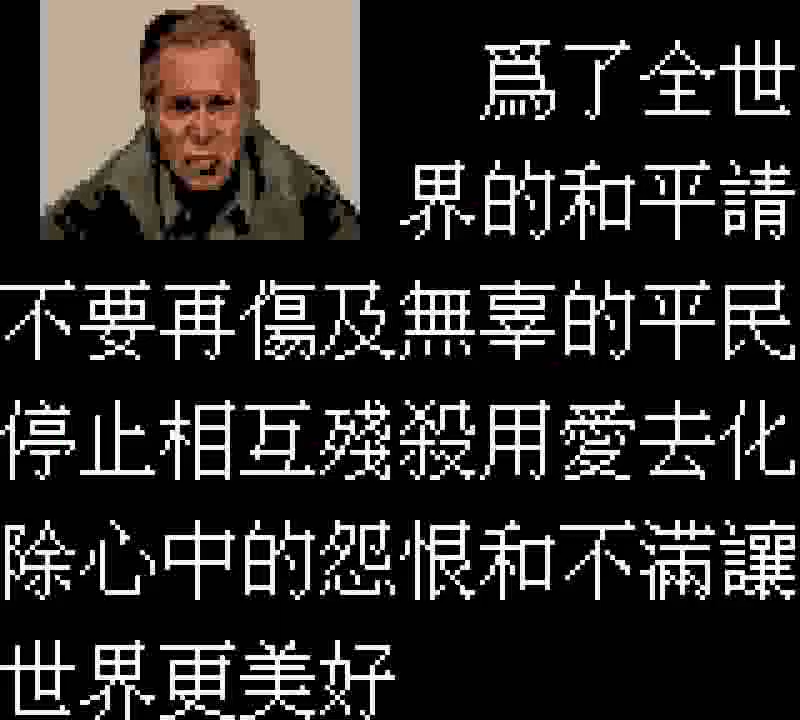 爲了全世
界的和平請
不要再傷及無辜的平民
停止相互殘殺用愛去化
除心中的怨恨和不滿讓
世界更美好